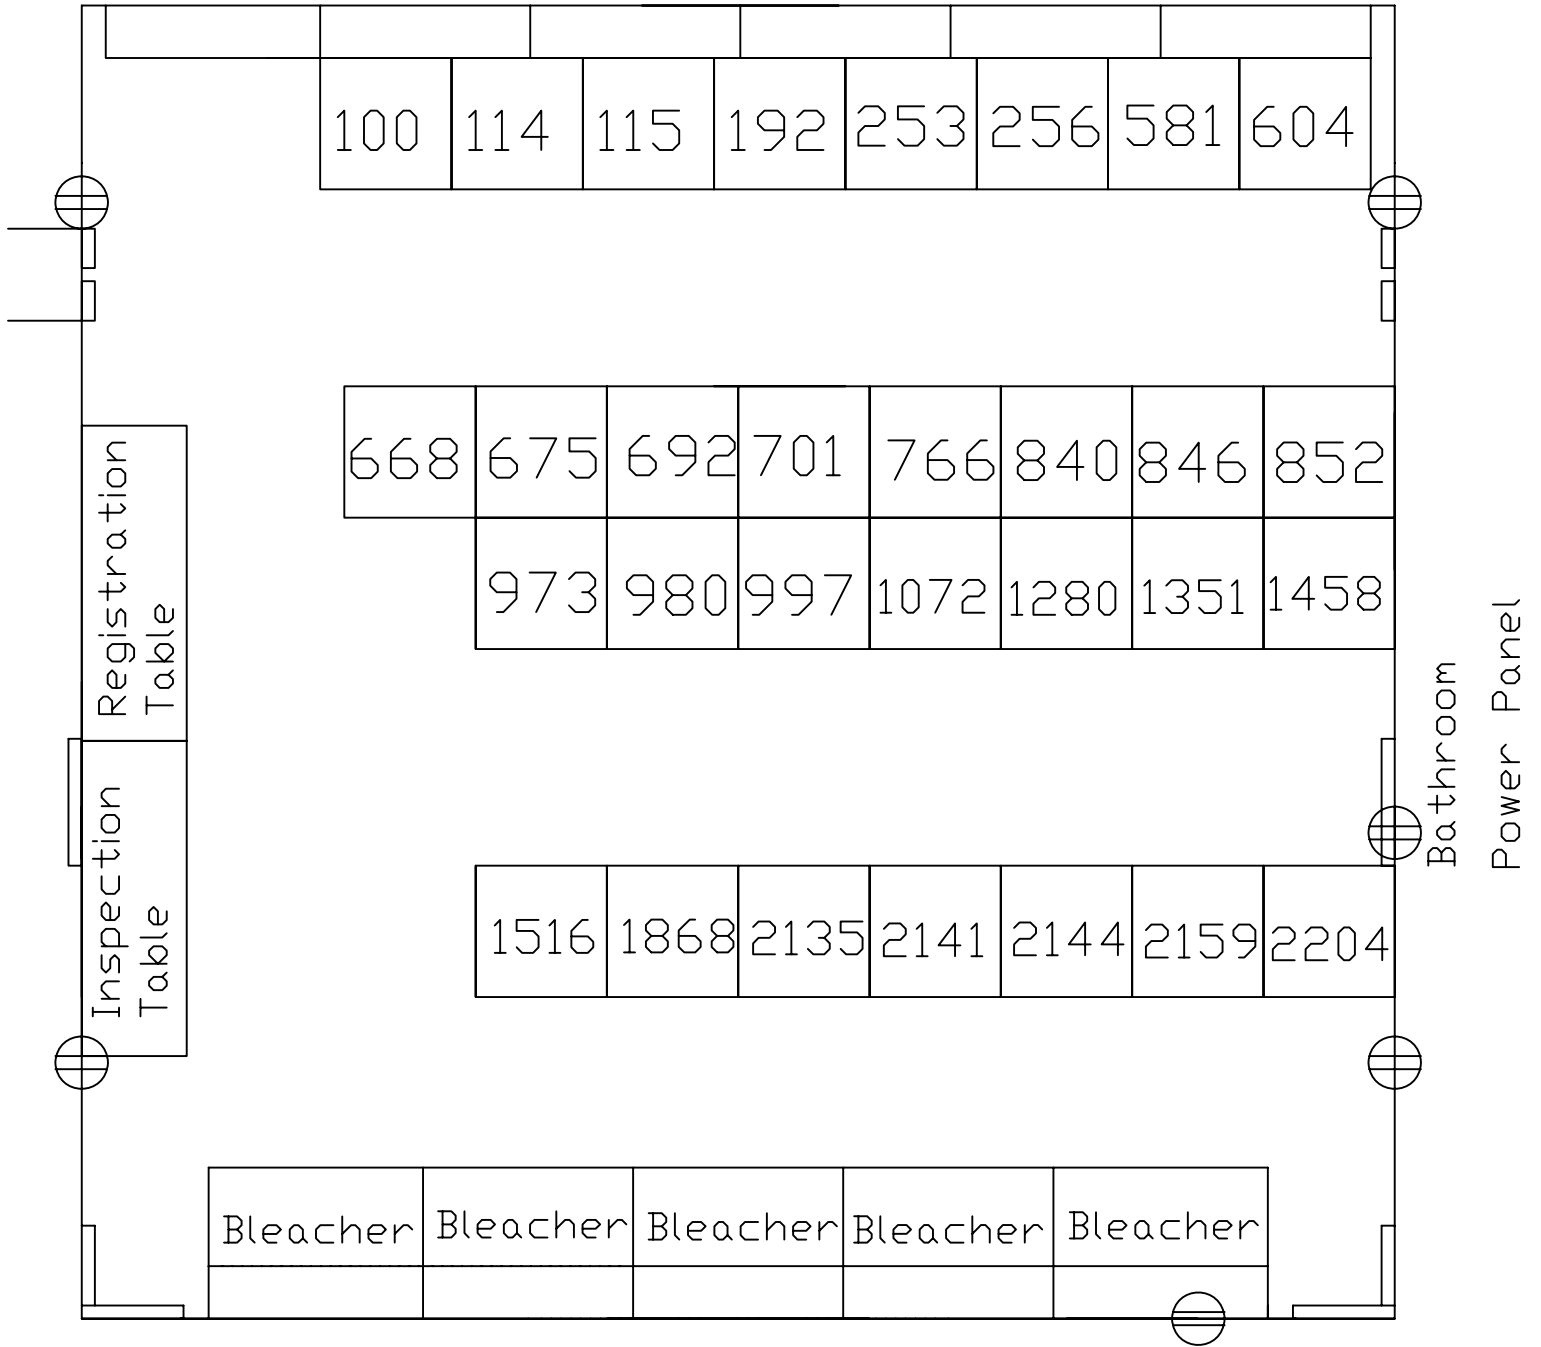 100 114 115 192 253 256 581 604
668 675 692 701 766 840 846 852
973 980 997 1072 1280 1351 1458
Registration
Table
Inspection
Table
Bathroom
Power Panel
1516 1868 2135 2141 2144 2159 2204
Bleacher Bleacher Bleacher Bleacher Bleacher